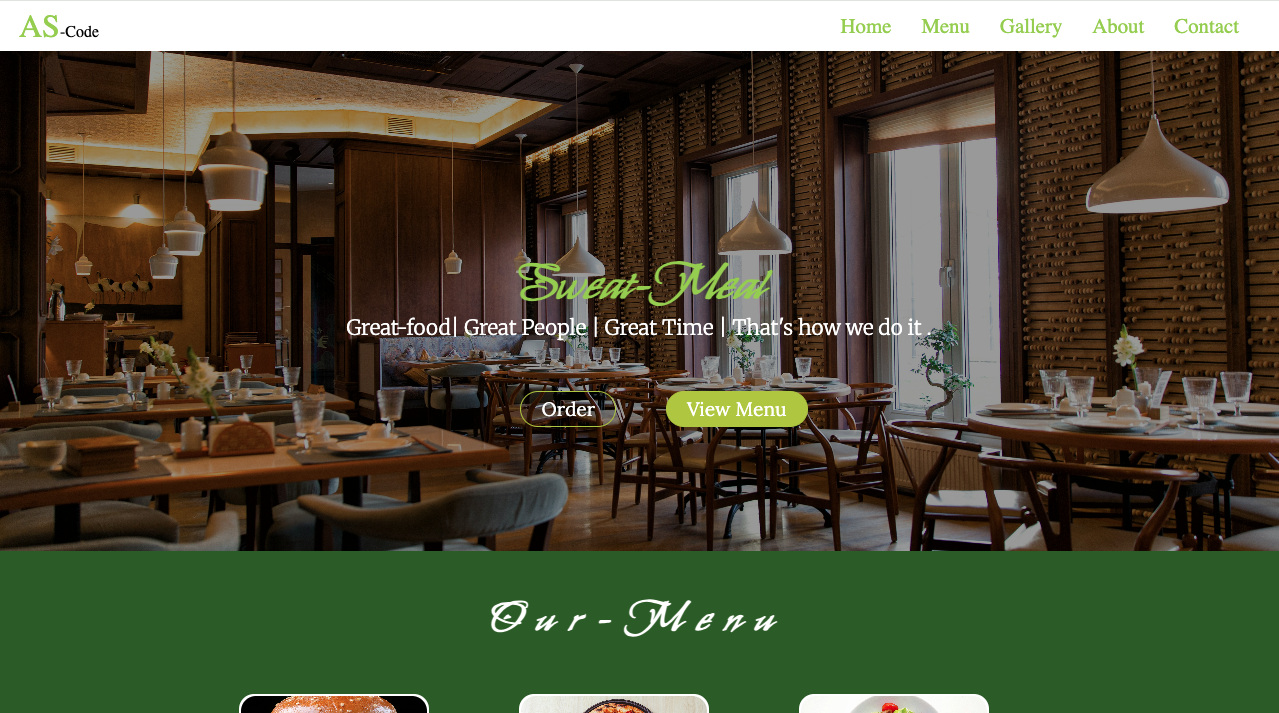 AS-Code
Home Menu Gallery About Contact
Sweat-Meal
Great-food| Great People | Great Time | That's how we do it .
Order View Menu
Our-Menu